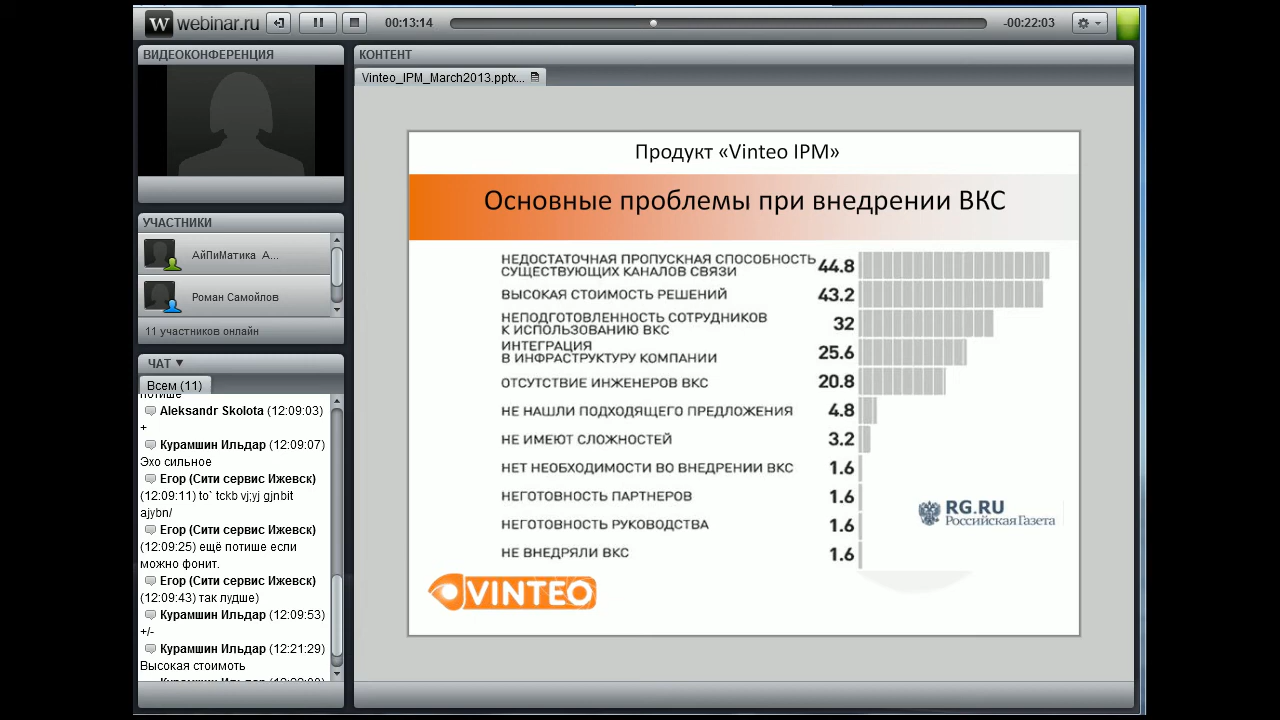 webinar.ru
00:13:14
-00:22:03
ВИДЕОКОНФЕРЕНЦИЯ
УЧАСТНИКИ
АйПиМатика А...
Роман Самойлов
11 участников онлайн
ЧАТ
Всем (11)
потише
Aleksandr Skolota (12:09:03)
+
Курамшин Ильдар (12:09:07)
Эхо сильное
Егор (Сити сервис Ижевск)
(12:09:11) to` tckb vj;yj gjnbit
ajybn/
Егор (Сити сервис Ижевск)
(12:09:25) ещё потише если
можно фонит.
Егор (Сити сервис Ижевск)
(12:09:43) так лудше)
Курамшин Ильдар (12:09:53)
+/-
Курамшин Ильдар (12:21:29)
Высокая стоимоть
КОНТЕНТ
Vinteo_IPM_March2013.pptx...
Продукт «Vinteo IPM»
Основные проблемы при внедрении ВКС
НЕДОСТАТОЧНАЯ ПРОПУСКНАЯ СПОСОБНОСТЬ
СУЩЕСТВУЮЩИХ КАНАЛОВ СВЯЗИ 44.8
ВЫСОКАЯ СТОИМОСТЬ РЕШЕНИЙ 43.2
НЕПОДГОТОВЛЕННОСТЬ СОТРУДНИКОВ
К ИСПОЛЬЗОВАНИЮ ВКС 32
ИНТЕГРАЦИЯ
В ИНФРАСТРУКТУРУ КОМПАНИИ 25.6
ОТСУТСТВИЕ ИНЖЕНЕРОВ ВКС 20.8
НЕ НАШЛИ ПОДХОДЯЩЕГО ПРЕДЛОЖЕНИЯ 4.8
НЕ ИМЕЮТ СЛОЖНОСТЕЙ 3.2
НЕТ НЕОБХОДИМОСТИ ВО ВНЕДРЕНИИ ВКС 1.6
НЕГОТОВНОСТЬ ПАРТНЕРОВ 1.6
НЕГОТОВНОСТЬ РУКОВОДСТВА 1.6
НЕ ВНЕДРЯЛИ ВКС 1.6
RG.RU
Российская Газета
VINTEO